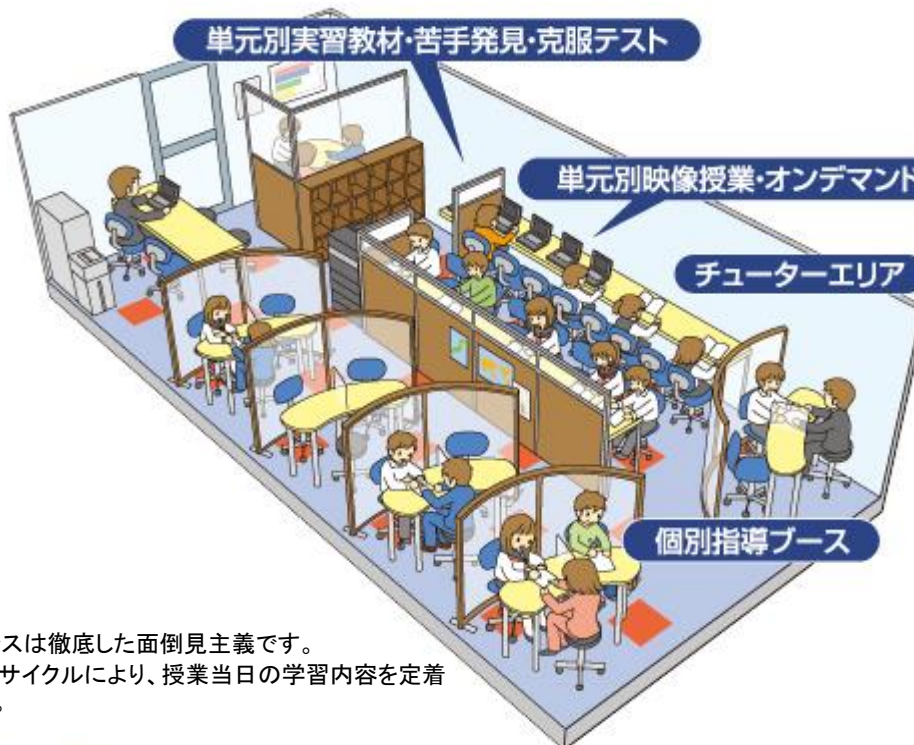 単元別実習教材・苦手発見・克服テスト
単元別映像授業・オンデマンド
チューターエリア
個別指導ブース
スは徹底した面倒見主義です。
サイクルにより、授業当日の学習内容を定着
。